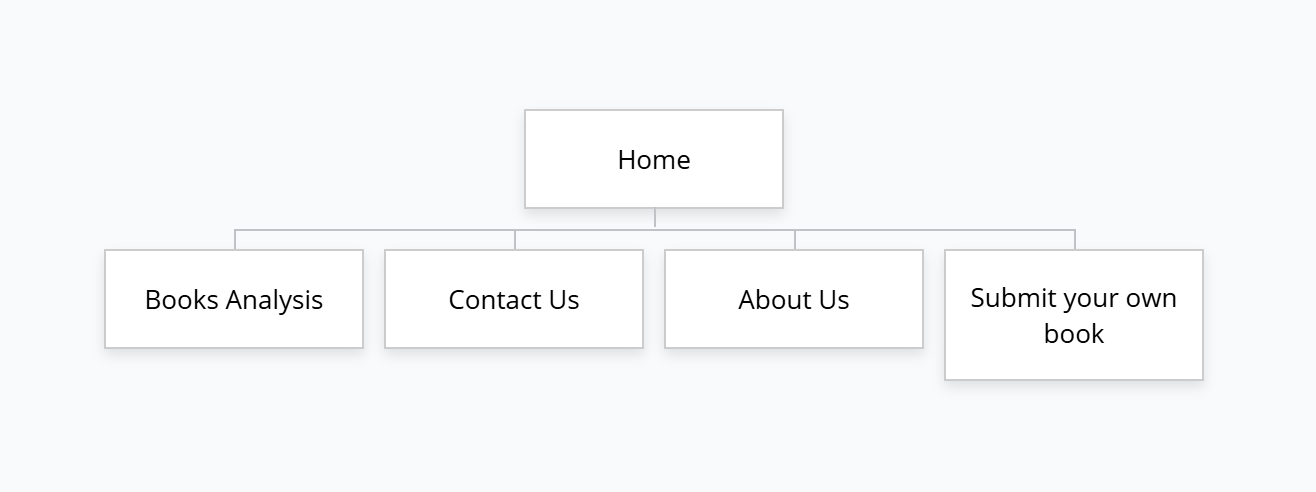 Home
Books Analysis
Contact Us
About Us
Submit your own
book